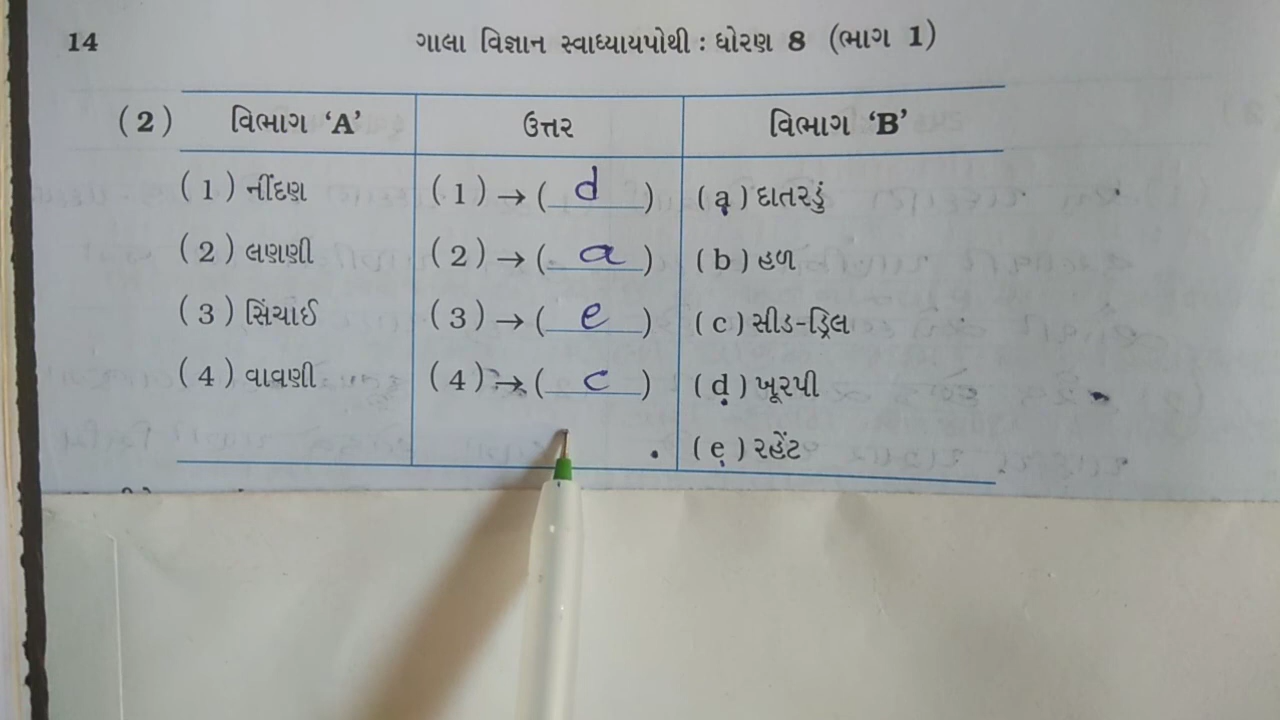 14 ગાલા વિજ્ઞાન સ્વાધ્યાયપોથી : ધોરણ 8 (ભાગ 1)
(2) વિભાગ ‘A’ ઉત્તર વિભાગ ‘B’
(1) નીંદણ (1) → (d) (a) દાતરડું
(2) લણણી (2) → (a) (b) હળ
(3) સિંચાઈ (3) → (e) (c) સીડ-ડ્રિલ
(4) વાવણી (4) → (c) (d) ખૂરપી
(e) રહેંટ